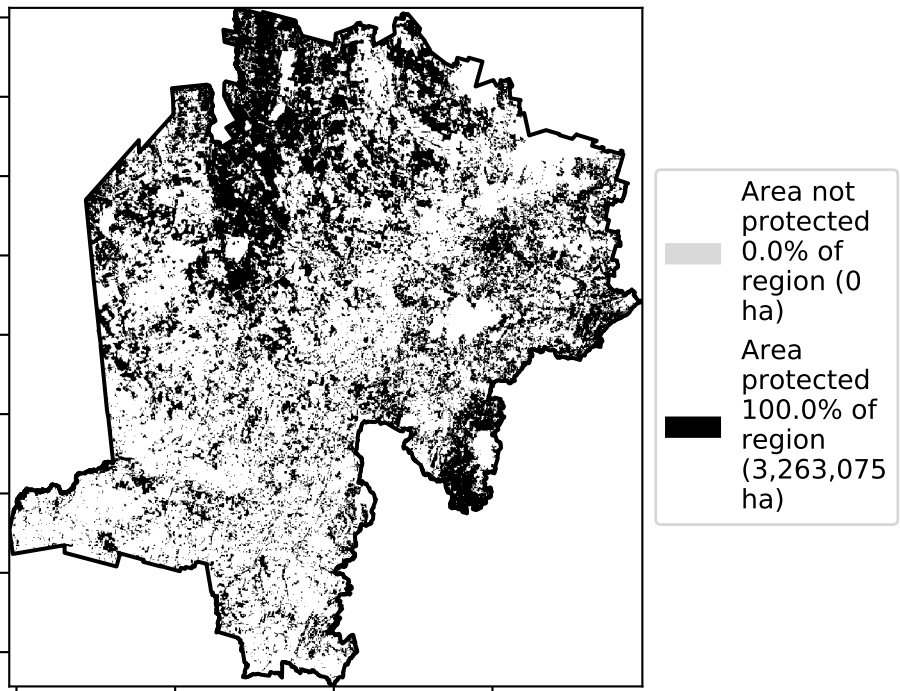 Area not
protected
0.0% of
region (0
ha)
Area
protected
100.0% of
region
(3,263,075
ha)